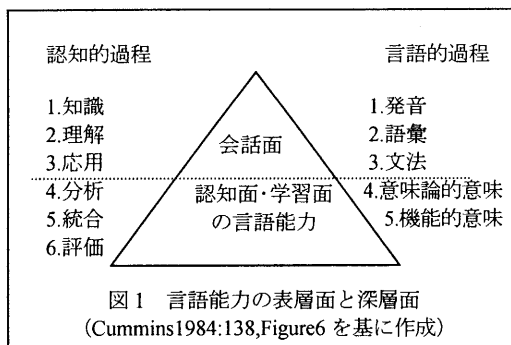 認知的過程
言語的過程
1.知識
2.理解
3.応用
4.分析
5.統合
6.評価
会話面
認知面・学習面
の言語能力
1.発音
2.語彙
3.文法
4.意味論的意味
5.機能的意味
図1 言語能力の表層面と深層面
(Cummins1984:138,Figure6 を基に作成)